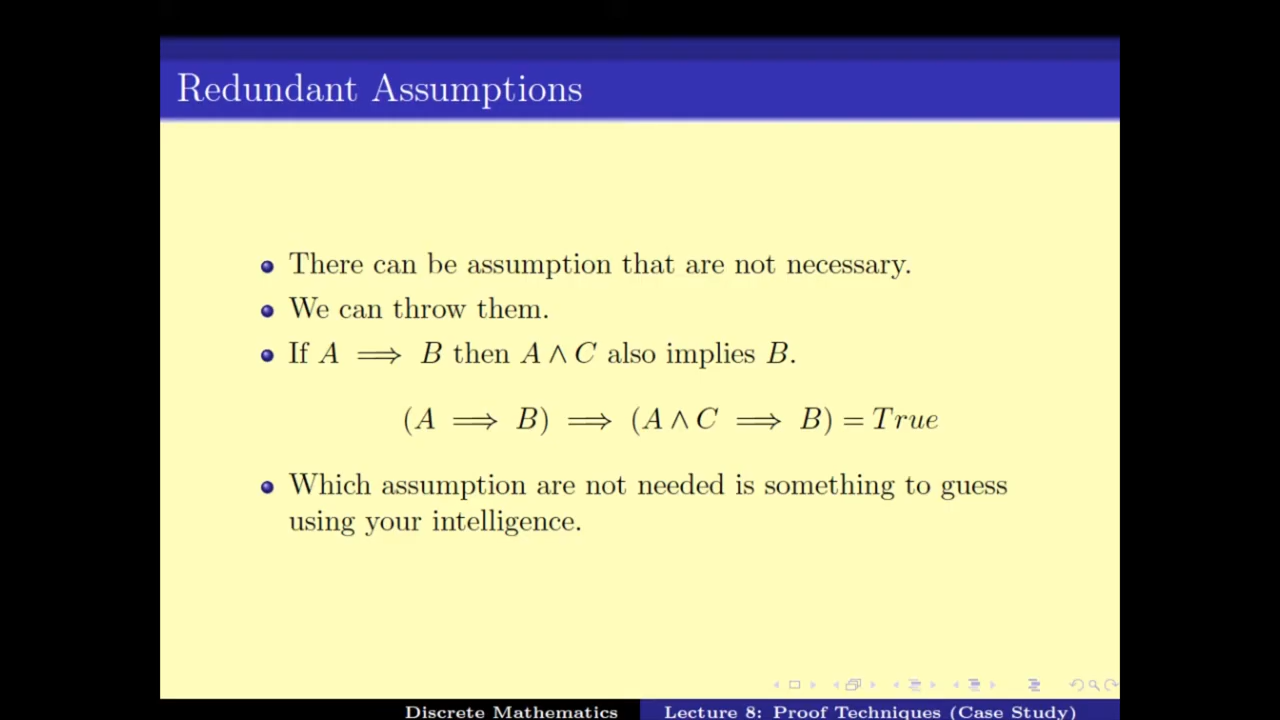 Redundant Assumptions
There can be assumption that are not necessary.
We can throw them.
If A ⟹ B then A ∧ C also implies B.
(A ⟹ B) ⟹ (A ∧ C ⟹ B) = True
Which assumption are not needed is something to guess
using your intelligence.
Discrete Mathematics
Lecture 8: Proof Techniques (Case Study)